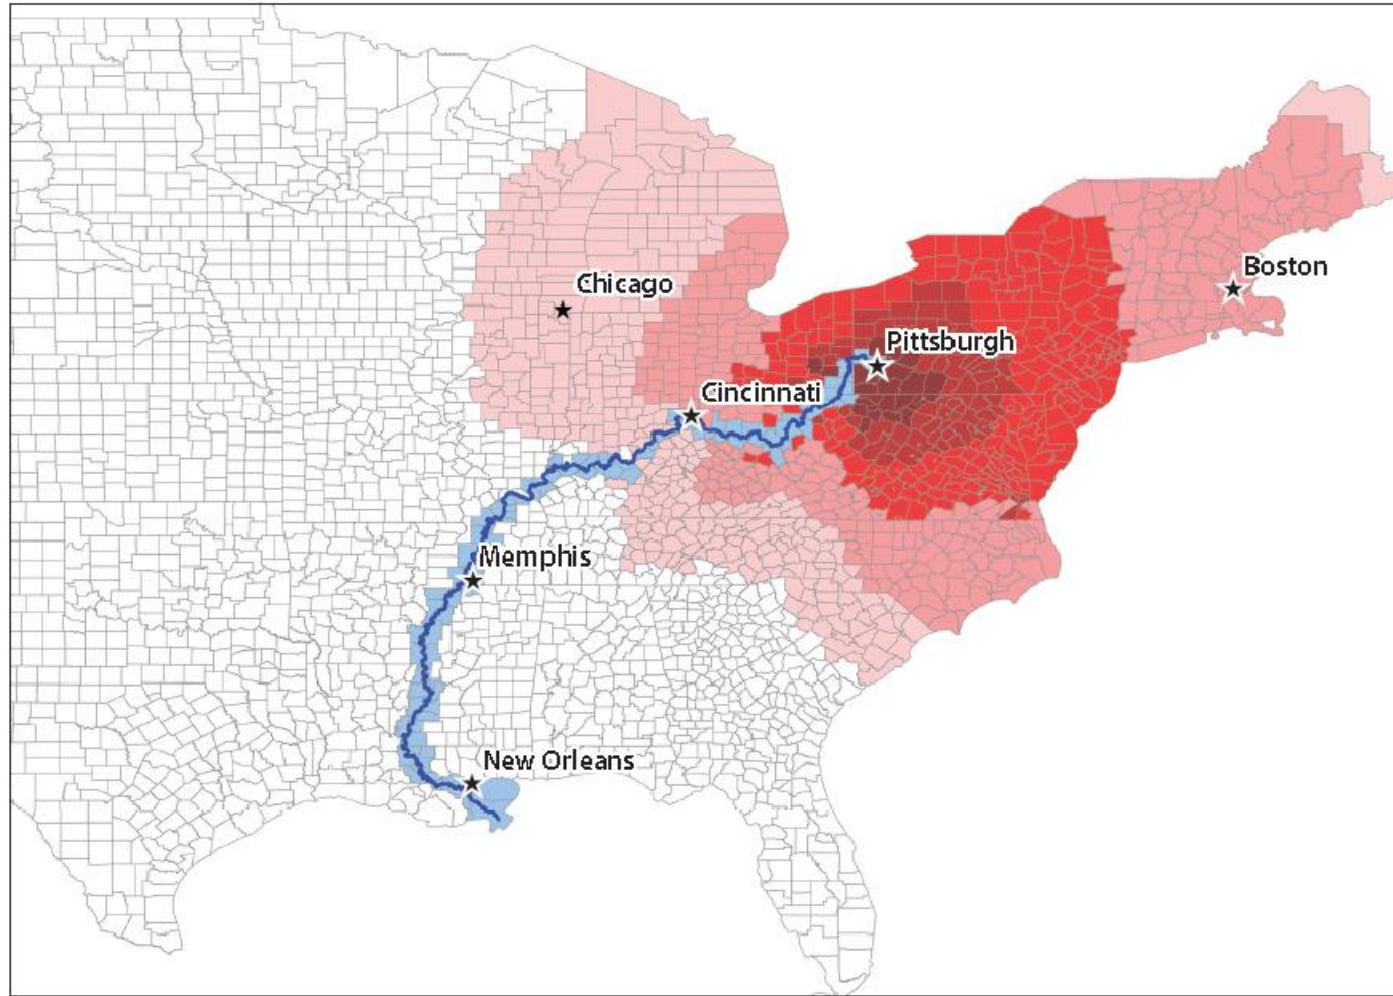 Boston
Chicago
Pittsburgh
Cincinnati
Memphis
New Orleans